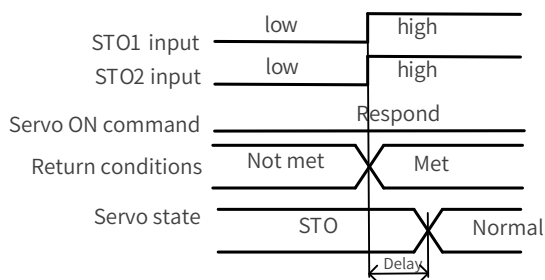 low high
STO1 input
low high
STO2 input
Respond
Servo ON command
Return conditions Not met Met
Servo state STO Normal
Delay